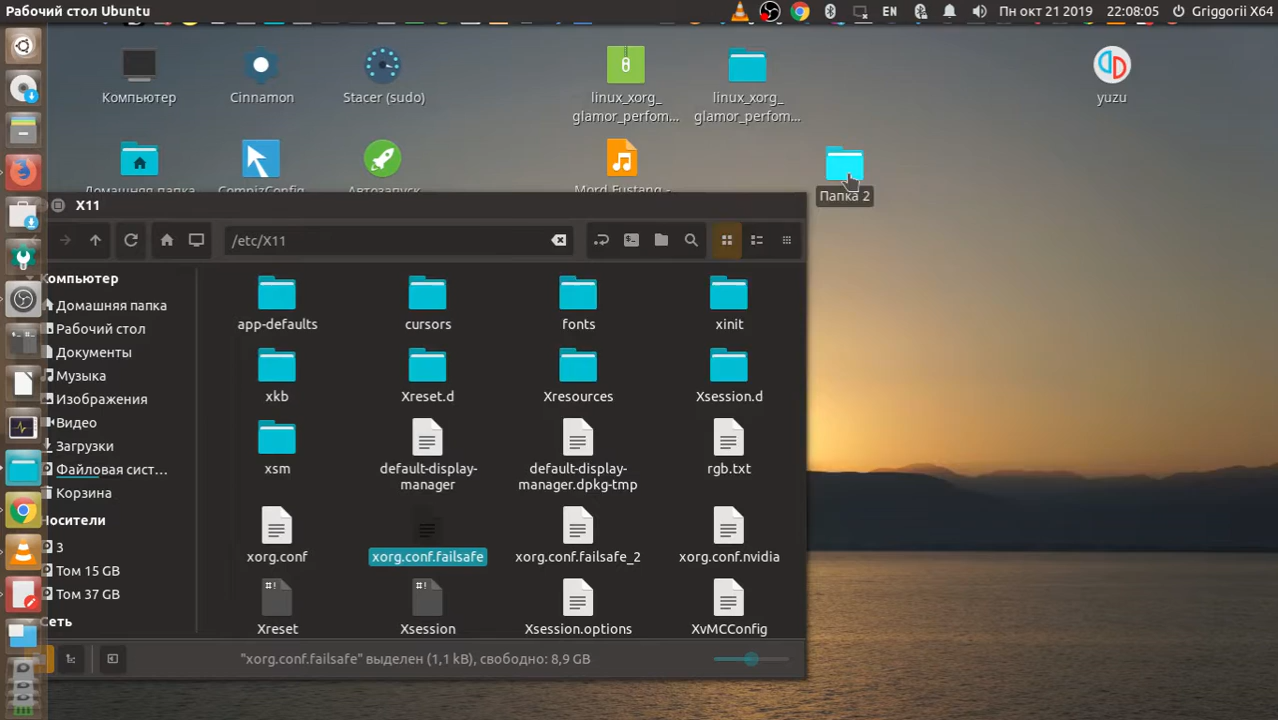 Рабочий стол Ubuntu
EN
Пн окт 21 2019
22:08:05
Griggorii X64
Компьютер
Cinnamon
Stacer (sudo)
linux_xorg_
glamor_perfom...
linux_xorg_
glamor_perfom...
yuzu
Домашняя папка
CompizConfig
Автозапуск
Mord Fustang -
Папка 2
X11
/etc/X11
Компьютер
Домашняя папка
Рабочий стол
Документы
Музыка
Изображения
Видео
Загрузки
Файловая сист...
Корзина
Носители
3
Том 15 GB
Том 37 GB
Сеть
app-defaults
cursors
fonts
xinit
xkb
Xreset.d
Xresources
Xsession.d
xsm
default-display-
manager
default-display-
manager.dpkg-tmp
rgb.txt
xorg.conf
xorg.conf.failsafe
xorg.conf.failsafe_2
xorg.conf.nvidia
#!
Xreset
#!
Xsession
Xsession.options
XvMCConfig
"xorg.conf.failsafe" выделен (1,1 kB), свободно: 8,9 GB